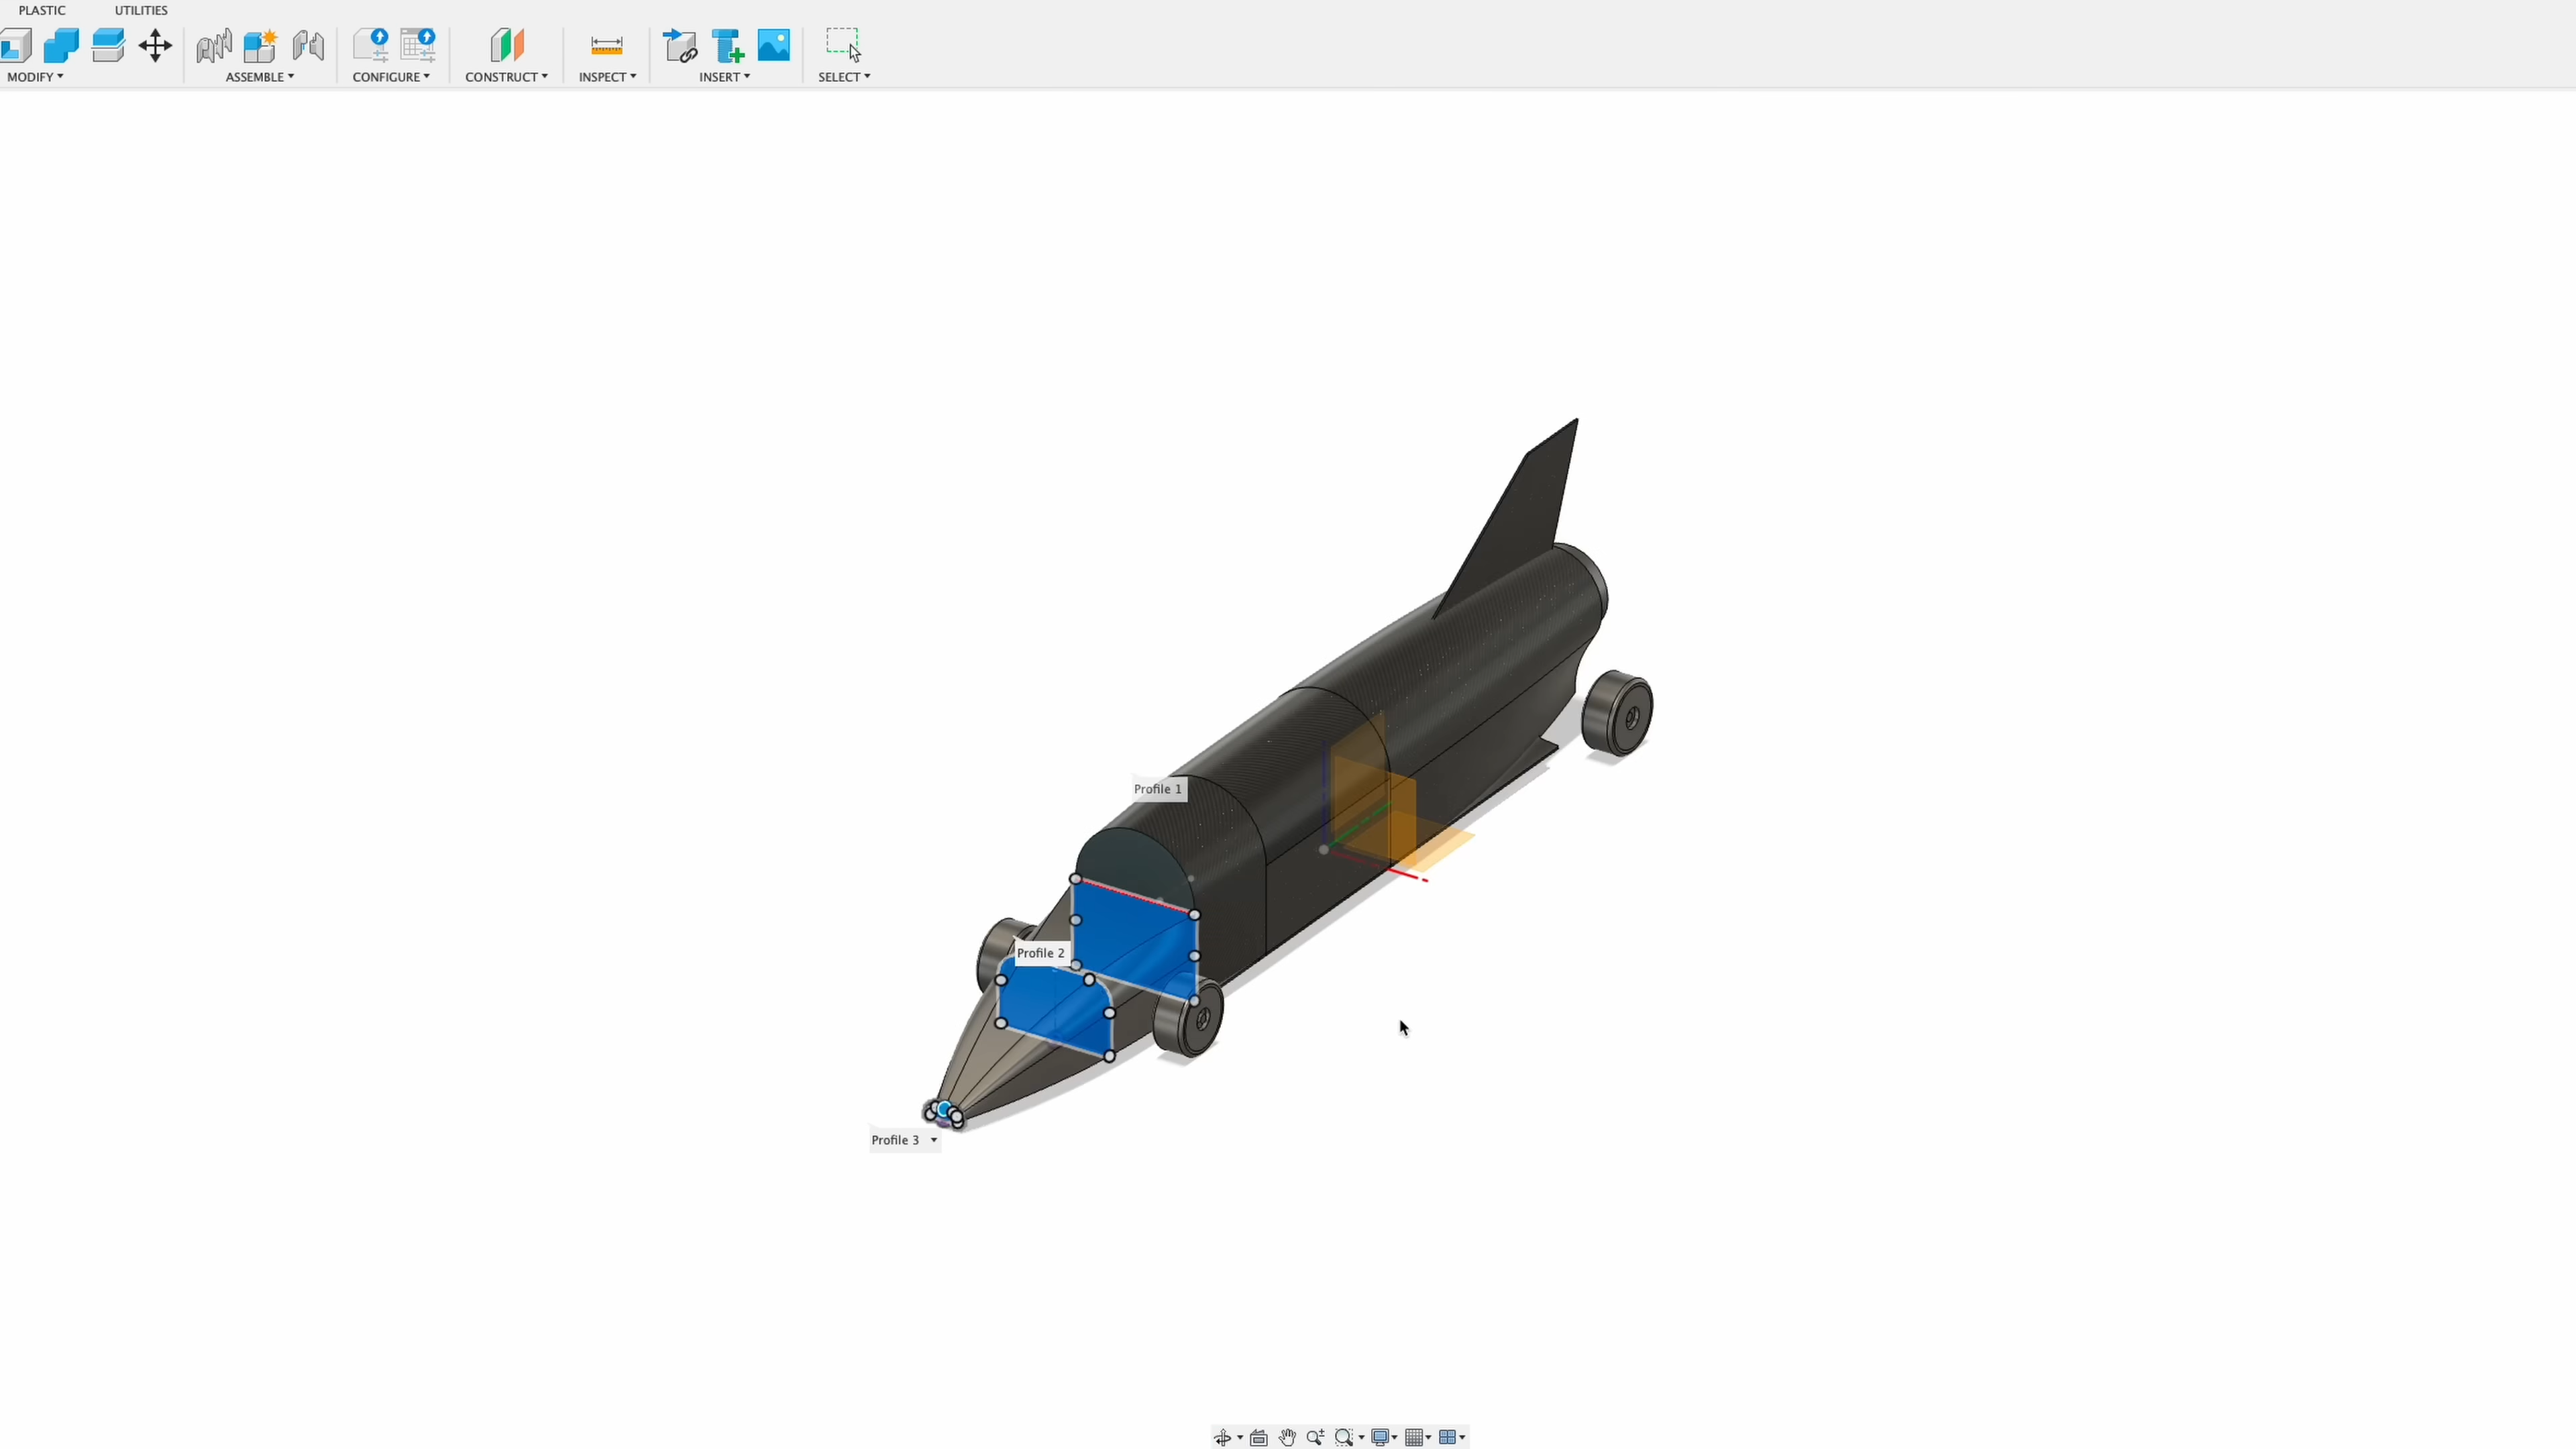 PLASTIC UTILITIES
MODIFY ASSEMBLE CONFIGURE CONSTRUCT INSPECT INSERT SELECT
Profile 1
Profile 2
Profile 3